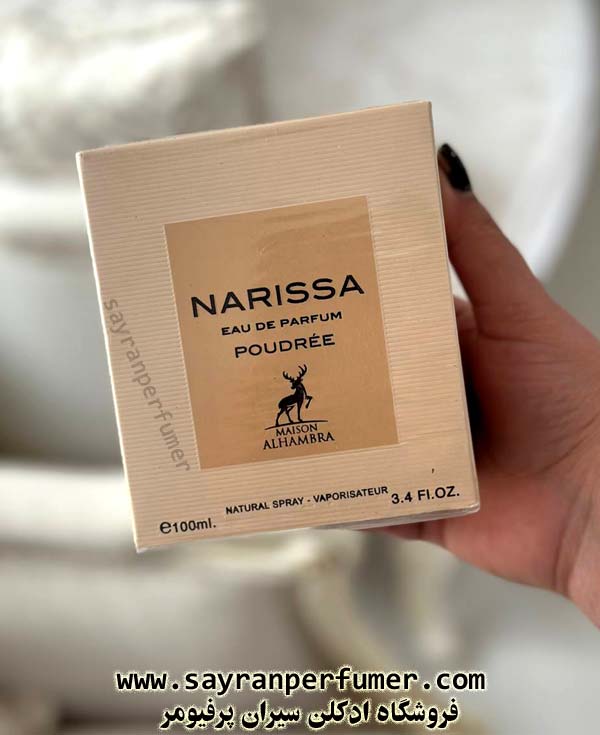 NARISSA
EAU DE PARFUM
POUDRÉE
MAISON
ALHAMBRA
sayranperfumer
NATURAL SPRAY - VAPORISATEUR
℮100ml.
3.4 Fl.OZ.
www.sayranperfumer.com
فروشگاه ادکلن سیران پرفیومر